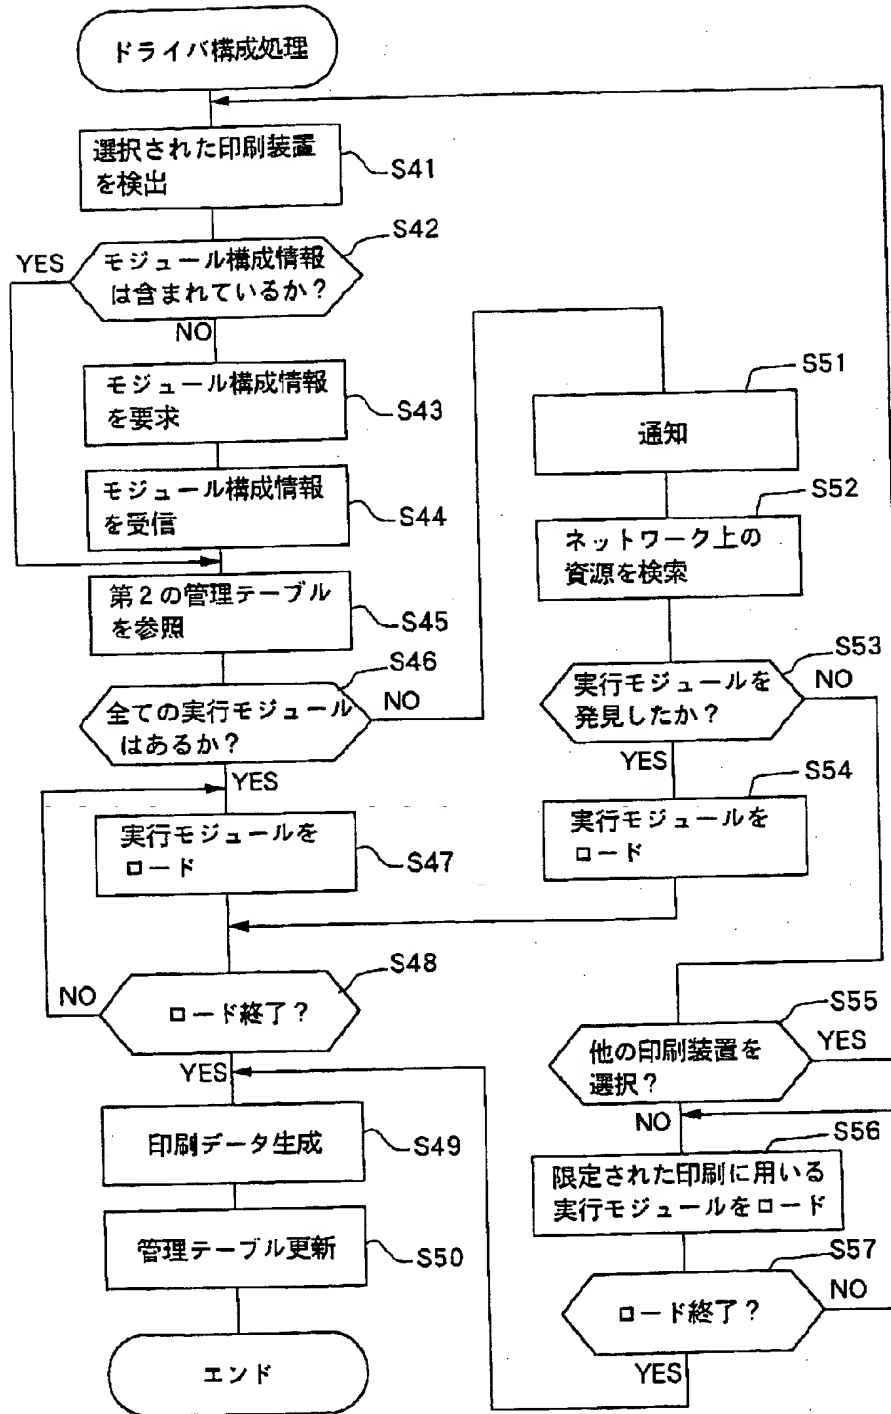 ドライバ構成処理
選択された印刷装置
を検出
S41
S42
YES
モジュール構成情報
は含まれているか？
NO
モジュール構成情報
を要求
S43
モジュール構成情報
を受信
S44
第２の管理テーブル
を参照
S45
S46
全ての実行モジュール
はあるか？
NO
YES
実行モジュールを
ロード
S47
S48
NO
ロード終了？
YES
印刷データ生成
S49
管理テーブル更新
S50
エンド
S51
通知
S52
ネットワーク上の
資源を検索
S53
実行モジュールを
発見したか？
NO
YES
S54
実行モジュールを
ロード
S55
他の印刷装置を
選択？
YES
NO
S56
限定された印刷に用いる
実行モジュールをロード
S57
ロード終了？
NO
YES